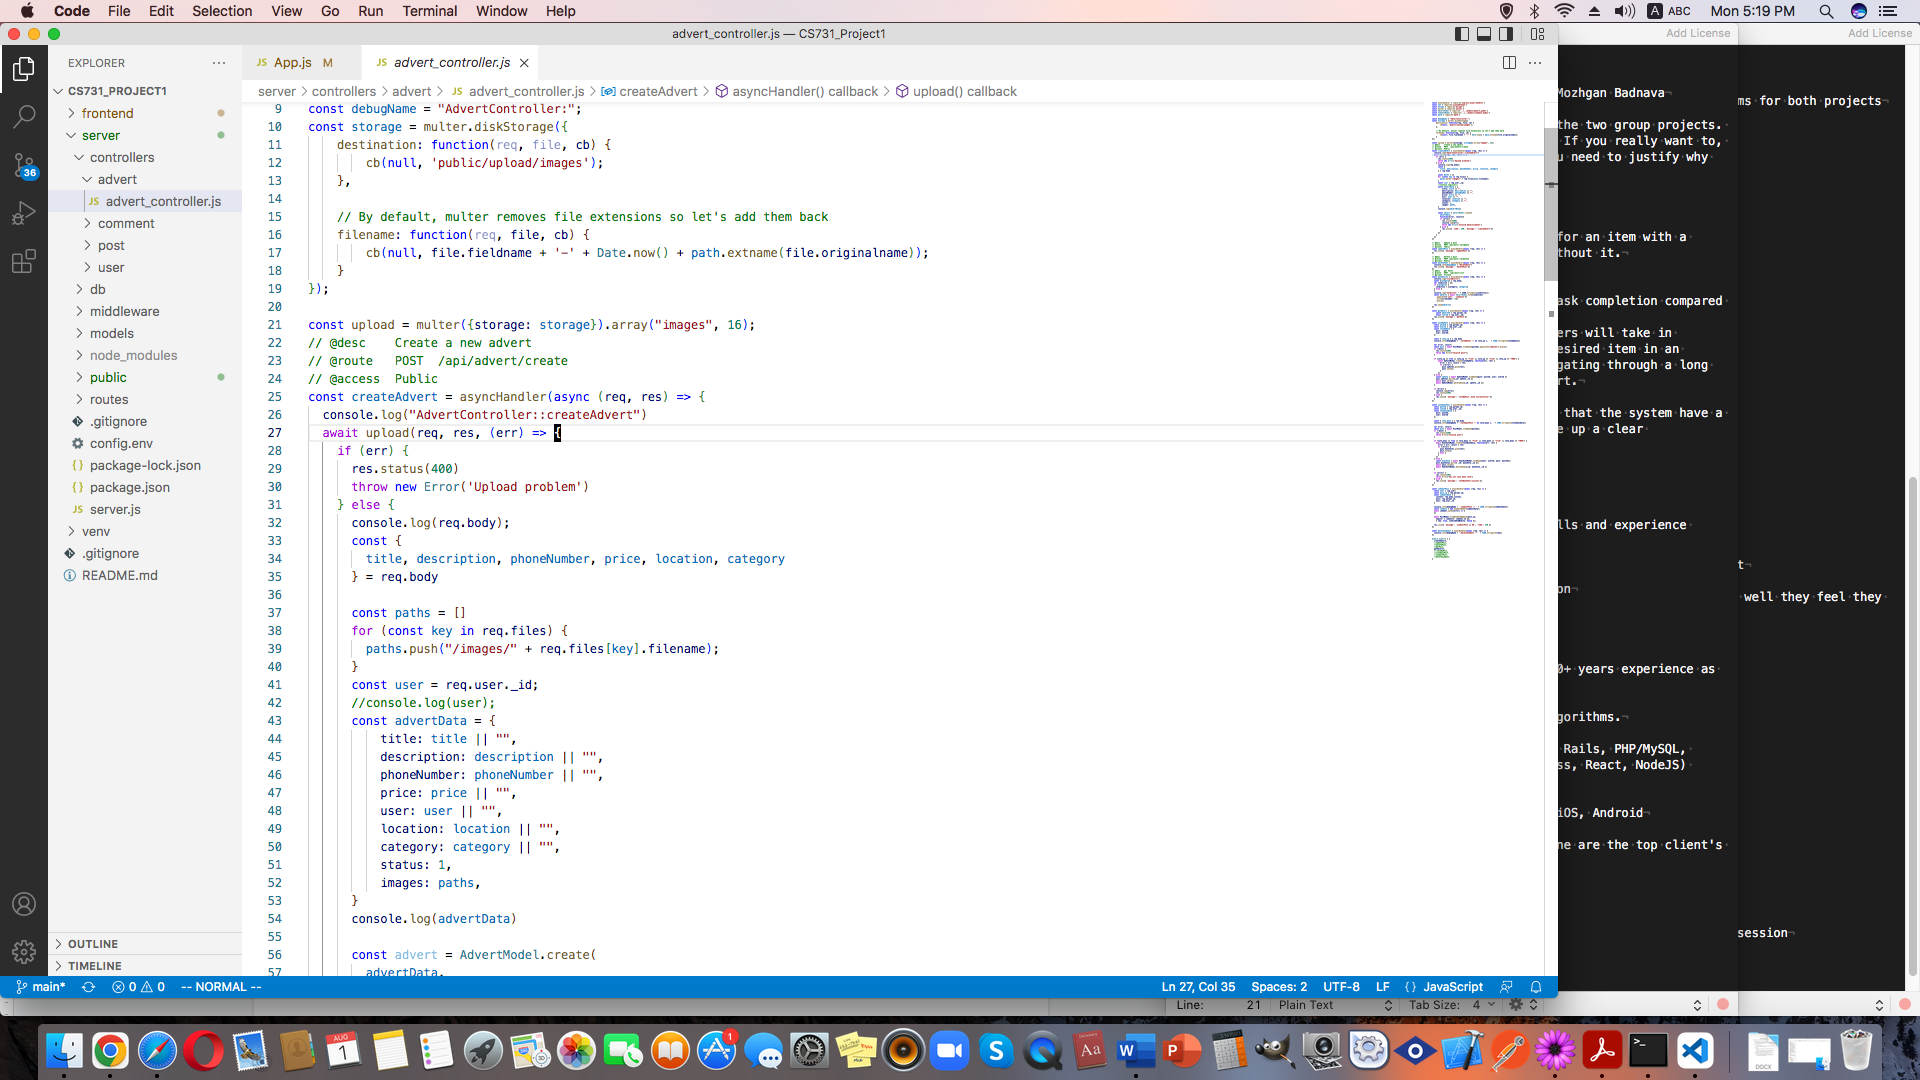 Code File Edit Selection View Go Run Terminal Window Help
A ABC Mon 5:19 PM
advert_controller.js — CS731_Project1
Add License
Add License
EXPLORER
JS App.js M
JS advert_controller.js
CS731_PROJECT1
frontend
server
controllers
advert
JS advert_controller.js
comment
post
user
db
middleware
models
node_modules
public
routes
.gitignore
config.env
{} package-lock.json
{} package.json
JS server.js
venv
.gitignore
README.md
OUTLINE
TIMELINE
36
server > controllers > advert > JS advert_controller.js > createAdvert > asyncHandler() callback > upload() callback
9 const debugName = "AdvertController:";
10 const storage = multer.diskStorage({
11 destination: function(req, file, cb) {
12 cb(null, 'public/upload/images');
13 },
14
15 // By default, multer removes file extensions so let's add them back
16 filename: function(req, file, cb) {
17 cb(null, file.fieldname + '-' + Date.now() + path.extname(file.originalname));
18 }
19 });
20
21 const upload = multer({storage: storage}).array("images", 16);
22 // @desc Create a new advert
23 // @route POST /api/advert/create
24 // @access Public
25 const createAdvert = asyncHandler(async (req, res) => {
26 console.log("AdvertController::createAdvert")
27 await upload(req, res, (err) => {
28 if (err) {
29 res.status(400)
30 throw new Error('Upload problem')
31 } else {
32 console.log(req.body);
33 const {
34 title, description, phoneNumber, price, location, category
35 } = req.body
36
37 const paths = []
38 for (const key in req.files) {
39 paths.push("/images/" + req.files[key].filename);
40 }
41 const user = req.user._id;
42 //console.log(user);
43 const advertData = {
44 title: title || "",
45 description: description || "",
46 phoneNumber: phoneNumber || "",
47 price: price || "",
48 user: user || "",
49 location: location || "",
50 category: category || "",
51 status: 1,
52 images: paths,
53 }
54 console.log(advertData)
55
56 const advert = AdvertModel.create(
57 advertData,
main* 0 0 -- NORMAL --
Ln 27, Col 35 Spaces: 2 UTF-8 LF {} JavaScript
Line: 21 Plain Text Tab Size: 4
Mozhgan Badnava¬
ms for both projects
the two group projects.
If you really want to,
u need to justify why
for an item with a
thout it.¬
ask completion compared
ers will take in
esired item in an
gating through a long
rt.¬
that the system have a
e up a clear
lls and experience
t¬
on¬
well they feel they
0+ years experience as
gorithms.¬
Rails, PHP/MySQL,
ss, React, NodeJS)
iOS, Android¬
ne are the top client's
session¬
AUG
1
1
DOCX